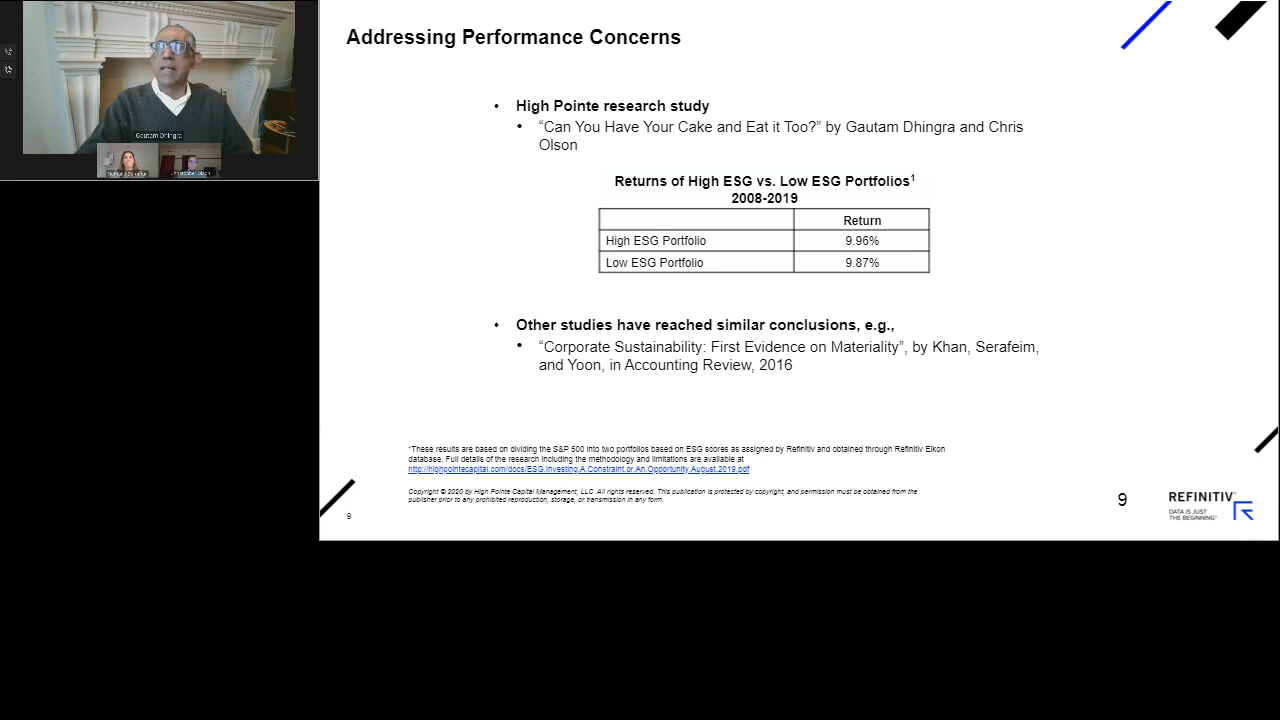 Addressing Performance Concerns
• High Pointe research study
• “Can You Have Your Cake and Eat it Too?” by Gautam Dhingra and Chris
Olson
Returns of High ESG vs. Low ESG Portfolios¹
2008-2019
Return
High ESG Portfolio 9.96%
Low ESG Portfolio 9.87%
• Other studies have reached similar conclusions, e.g.,
• “Corporate Sustainability: First Evidence on Materiality”, by Khan, Serafeim,
and Yoon, in Accounting Review, 2016
¹These results are based on dividing the S&P 500 into two portfolios based on ESG scores as assigned by Refinitiv and obtained through Refinitiv Eikon
database. Full details of the research including the methodology and limitations are available at
http://highpointecapital.com/docs/ESG.Investing.A.Constraint.or.An.Opportunity.August.2019.pdf
Copyright © 2020 by High Pointe Capital Management, LLC All rights reserved. This publication is protected by copyright, and permission must be obtained from the
publisher prior to any prohibited reproduction, storage, or transmission in any form.
9
9
REFINITIV
DATA IS JUST
THE BEGINNING
Gautam Dhingra
Christopher Olson